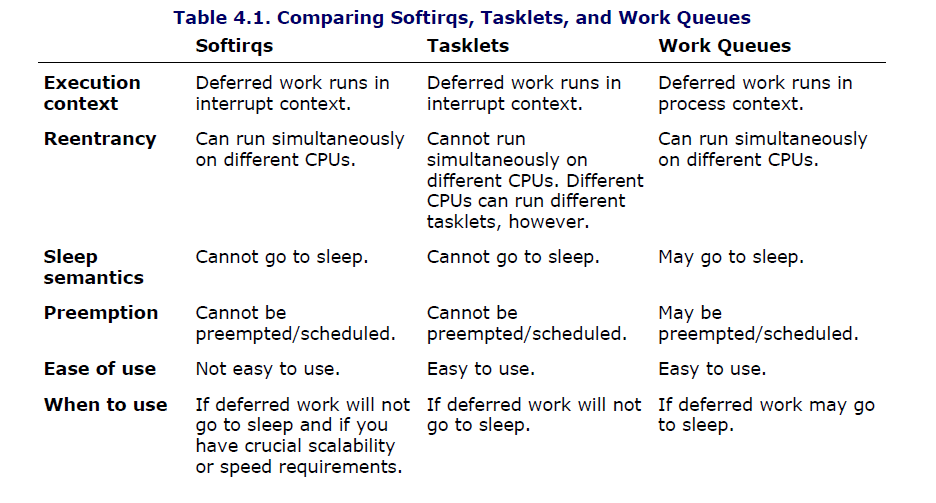 Table 4.1. Comparing Softirqs, Tasklets, and Work Queues
Softirqs Tasklets Work Queues
Execution context Deferred work runs in interrupt context. Deferred work runs in interrupt context. Deferred work runs in process context.
Reentrancy Can run simultaneously on different CPUs. Cannot run simultaneously on different CPUs. Different CPUs can run different tasklets, however. Can run simultaneously on different CPUs.
Sleep semantics Cannot go to sleep. Cannot go to sleep. May go to sleep.
Preemption Cannot be preempted/scheduled. Cannot be preempted/scheduled. May be preempted/scheduled.
Ease of use Not easy to use. Easy to use. Easy to use.
When to use If deferred work will not go to sleep and if you have crucial scalability or speed requirements. If deferred work will not go to sleep. If deferred work may go to sleep.